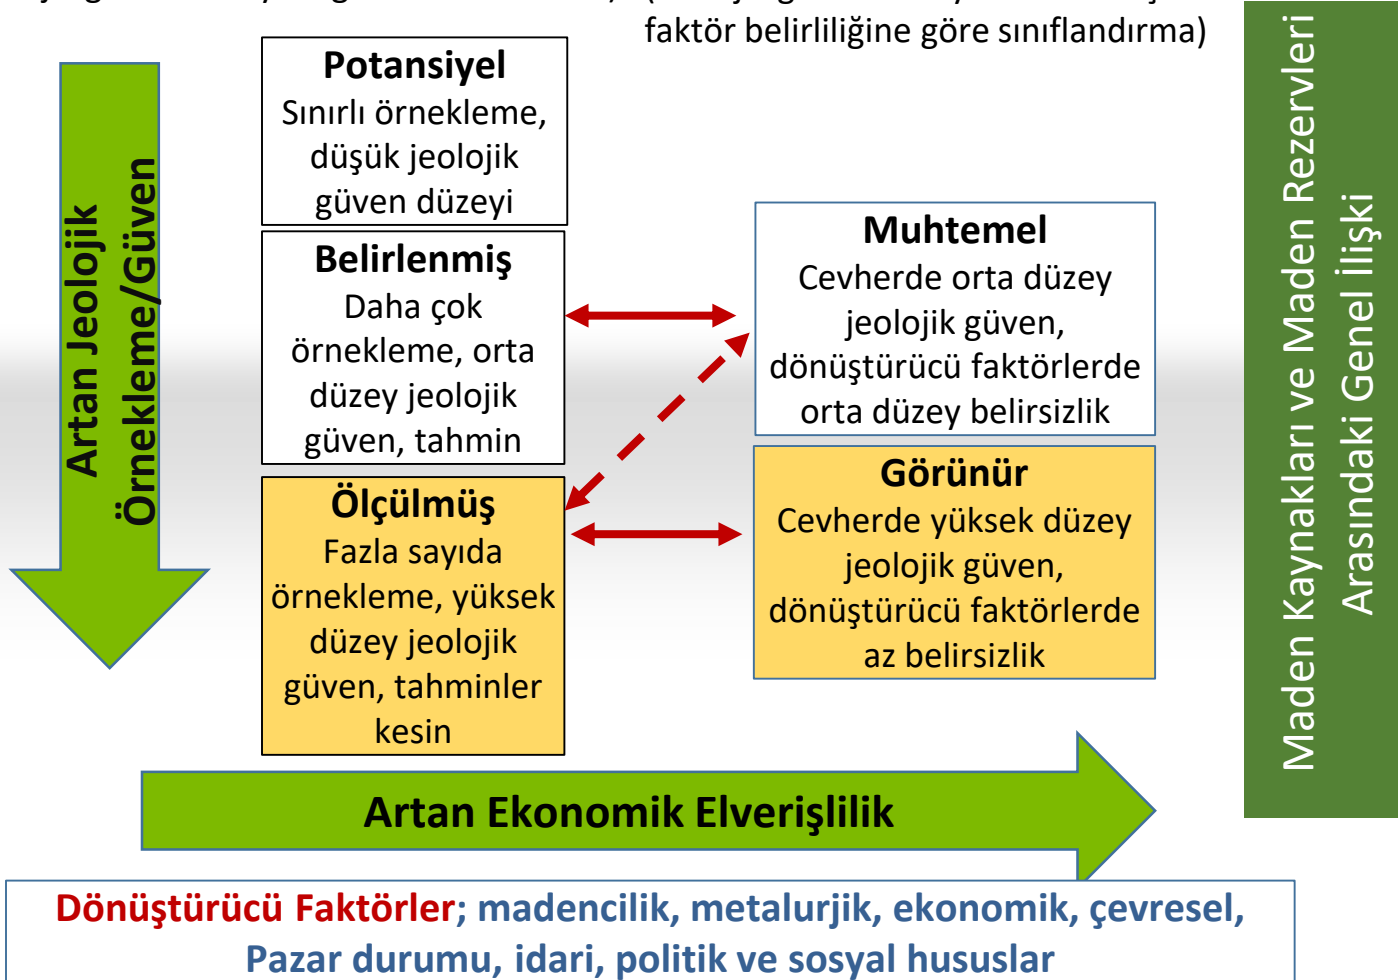 faktör belirliliğine göre sınıflandırma)
Potansiyel
Sınırlı örnekleme,
düşük jeolojik
güven düzeyi
Belirlenmiş
Daha çok
örnekleme, orta
düzey jeolojik
güven, tahmin
Ölçülmüş
Fazla sayıda
örnekleme, yüksek
düzey jeolojik
güven, tahminler
kesin
Muhtemel
Cevherde orta düzey
jeolojik güven,
dönüştürücü faktörlerde
orta düzey belirsizlik
Görünür
Cevherde yüksek düzey
jeolojik güven,
dönüştürücü faktörlerde
az belirsizlik
Artan Jeolojik
Örnekleme/Güven
Artan Ekonomik Elverişlilik
Maden Kaynakları ve Maden Rezervleri
Arasındaki Genel İlişki
Dönüştürücü Faktörler; madencilik, metalurjik, ekonomik, çevresel,
Pazar durumu, idari, politik ve sosyal hususlar